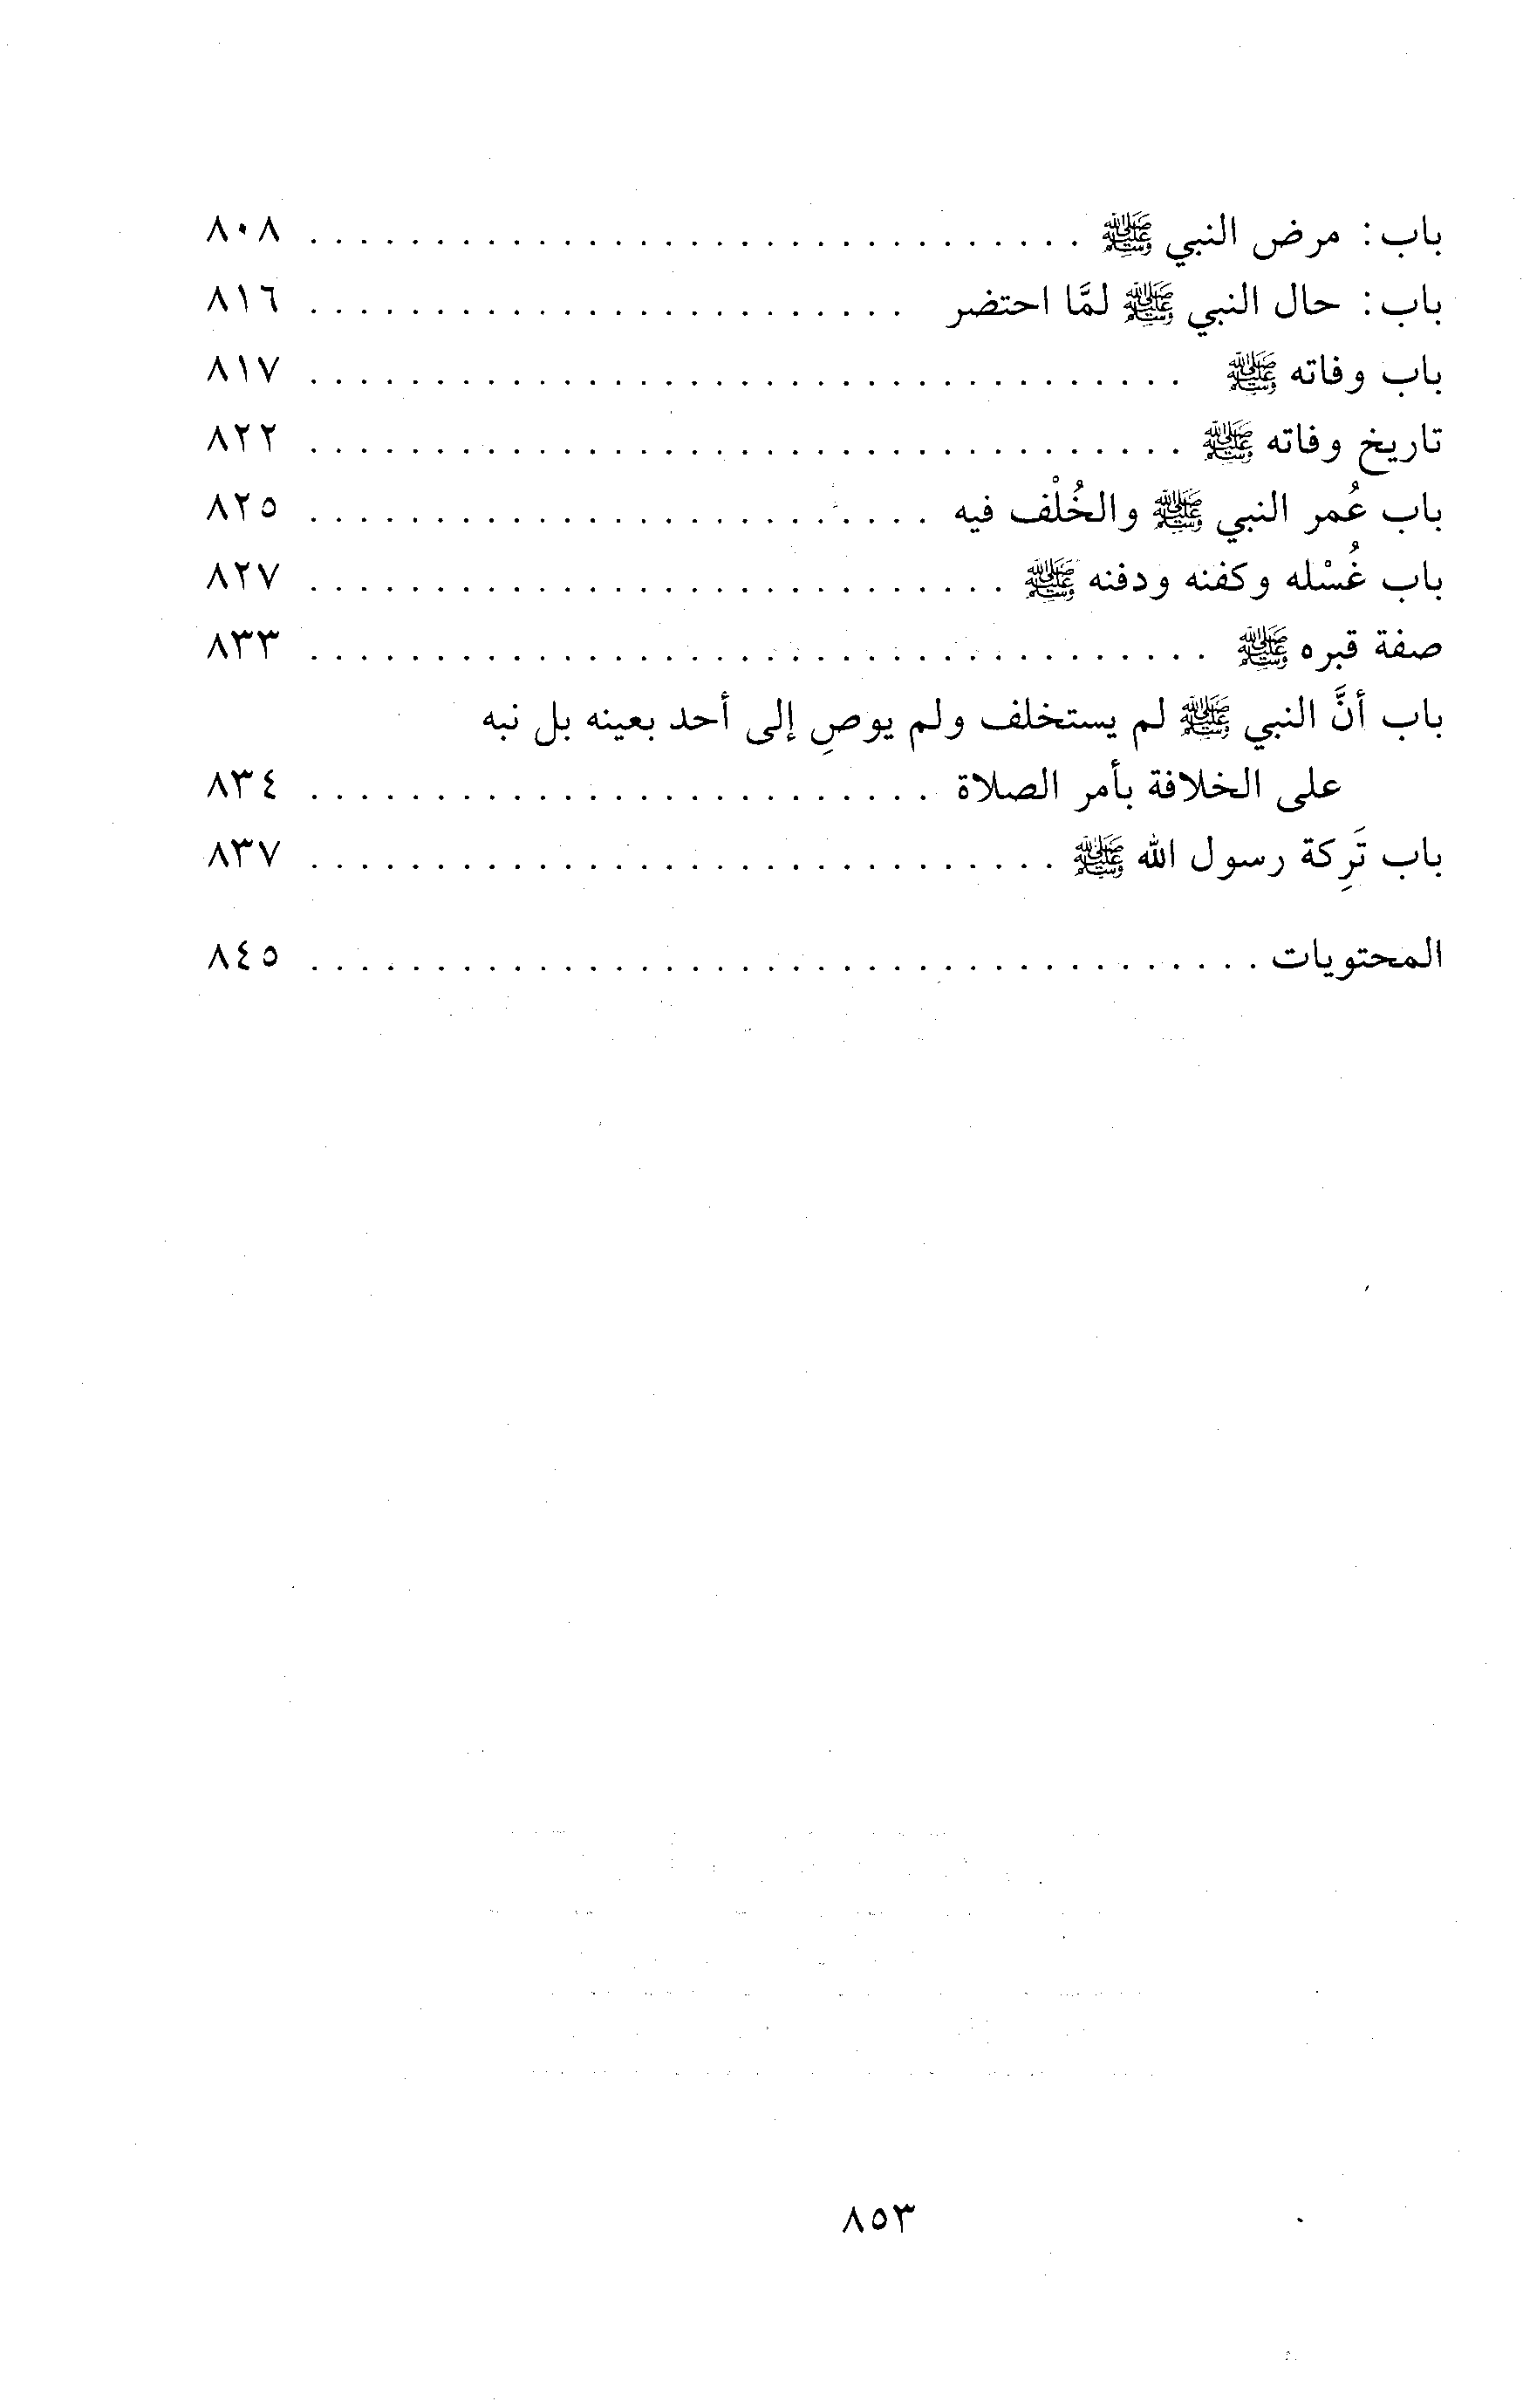 باب: مرض النبي ﷺ . . . . . . . . . . . . . . . . . . . . . . . . . . . . . . . ٨٠٨
باب: حال النبي ﷺ لمَّا احتضر . . . . . . . . . . . . . . . . . . . . . . . . ٨١٦
باب وفاته ﷺ . . . . . . . . . . . . . . . . . . . . . . . . . . . . . . . . . . . ٨١٧
تاريخ وفاته ﷺ . . . . . . . . . . . . . . . . . . . . . . . . . . . . . . . . . . . ٨٢٢
باب عُمر النبي ﷺ والخُلْف فيه . . . . . . . . . . . . . . . . . . . . . . . . . ٨٢٥
باب غُسْله وكفنه ودفنه ﷺ . . . . . . . . . . . . . . . . . . . . . . . . . . . . ٨٢٧
صفة قبره ﷺ . . . . . . . . . . . . . . . . . . . . . . . . . . . . . . . . . . . . ٨٣٣
باب أنَّ النبي ﷺ لم يستخلف ولم يوصِ إلى أحد بعينه بل نبه
على الخلافة بأمر الصلاة . . . . . . . . . . . . . . . . . . . . . . . . . ٨٣٤
باب تَرِكة رسول الله ﷺ . . . . . . . . . . . . . . . . . . . . . . . . . . . . . . ٨٣٧
المحتويات . . . . . . . . . . . . . . . . . . . . . . . . . . . . . . . . . . . . . . ٨٤٥
٨٥٣